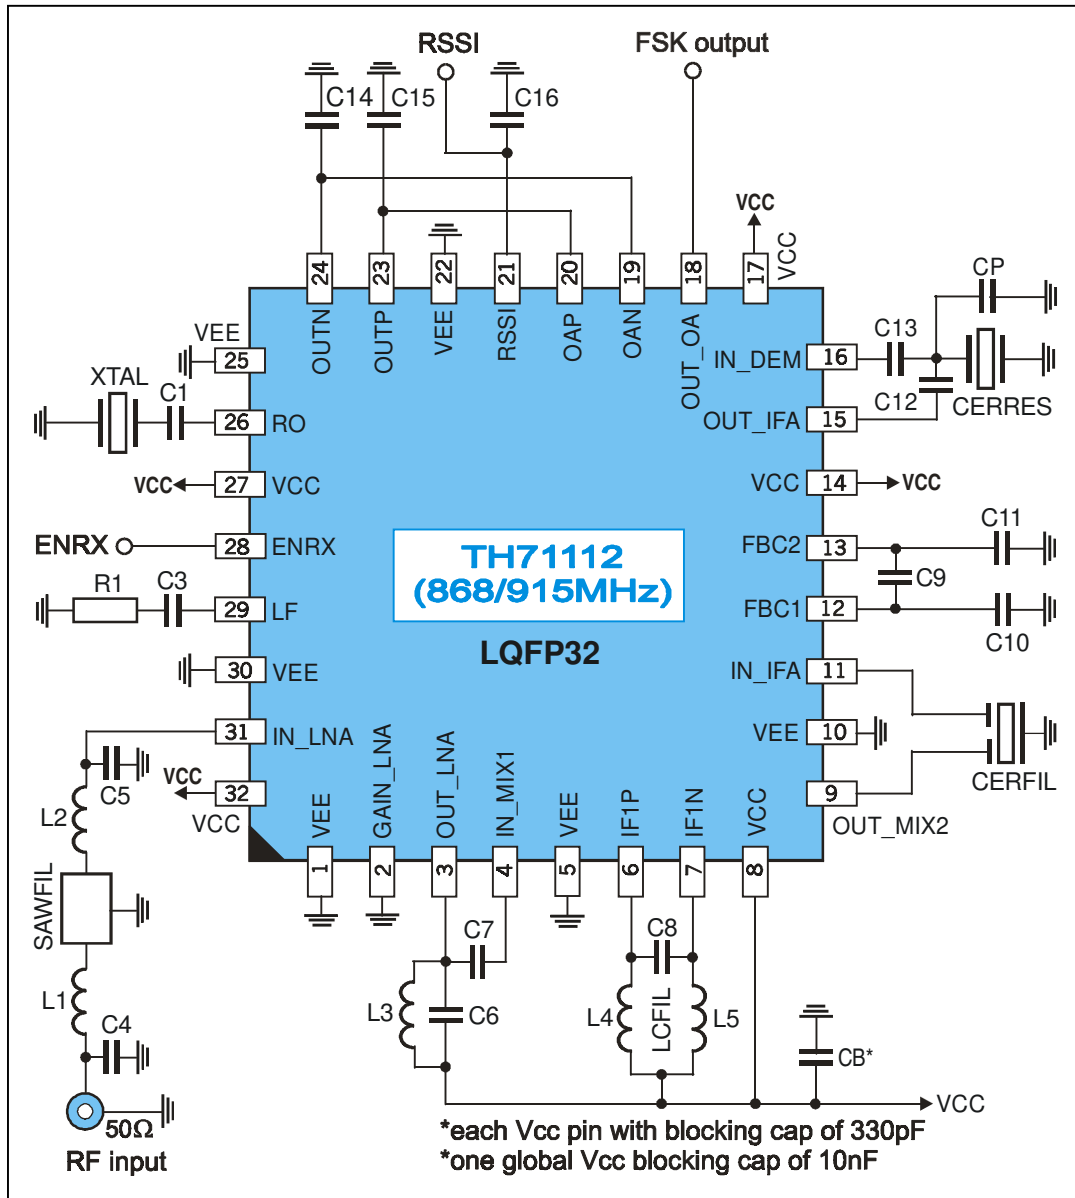 RSSI
FSK output
C14
C15
C16
VCC
VCC
24
23
22
21
20
19
18
17
OUTN
OUTP
VEE
RSSI
OAP
OAN
OUT_OA
VEE
25
XTAL
C1
26
RO
VCC
27
VCC
ENRX
28
ENRX
R1
C3
29
LF
30
VEE
31
IN_LNA
VCC
32
VCC
C5
L2
SAWFIL
L1
C4
50Ω
RF input
TH71112
(868/915MHz)
LQFP32
CP
C13
IN_DEM
16
C12
CERRES
OUT_IFA
15
VCC
14
VCC
C11
FBC2
13
C9
FBC1
12
C10
IN_IFA
11
VEE
10
CERFIL
9
OUT_MIX2
VEE
GAIN_LNA
OUT_LNA
IN_MIX1
VEE
IF1P
IF1N
VCC
1
2
3
4
5
6
7
8
C7
C8
L3
C6
L4
LCFIL
L5
CB*
VCC
*each Vcc pin with blocking cap of 330pF
*one global Vcc blocking cap of 10nF